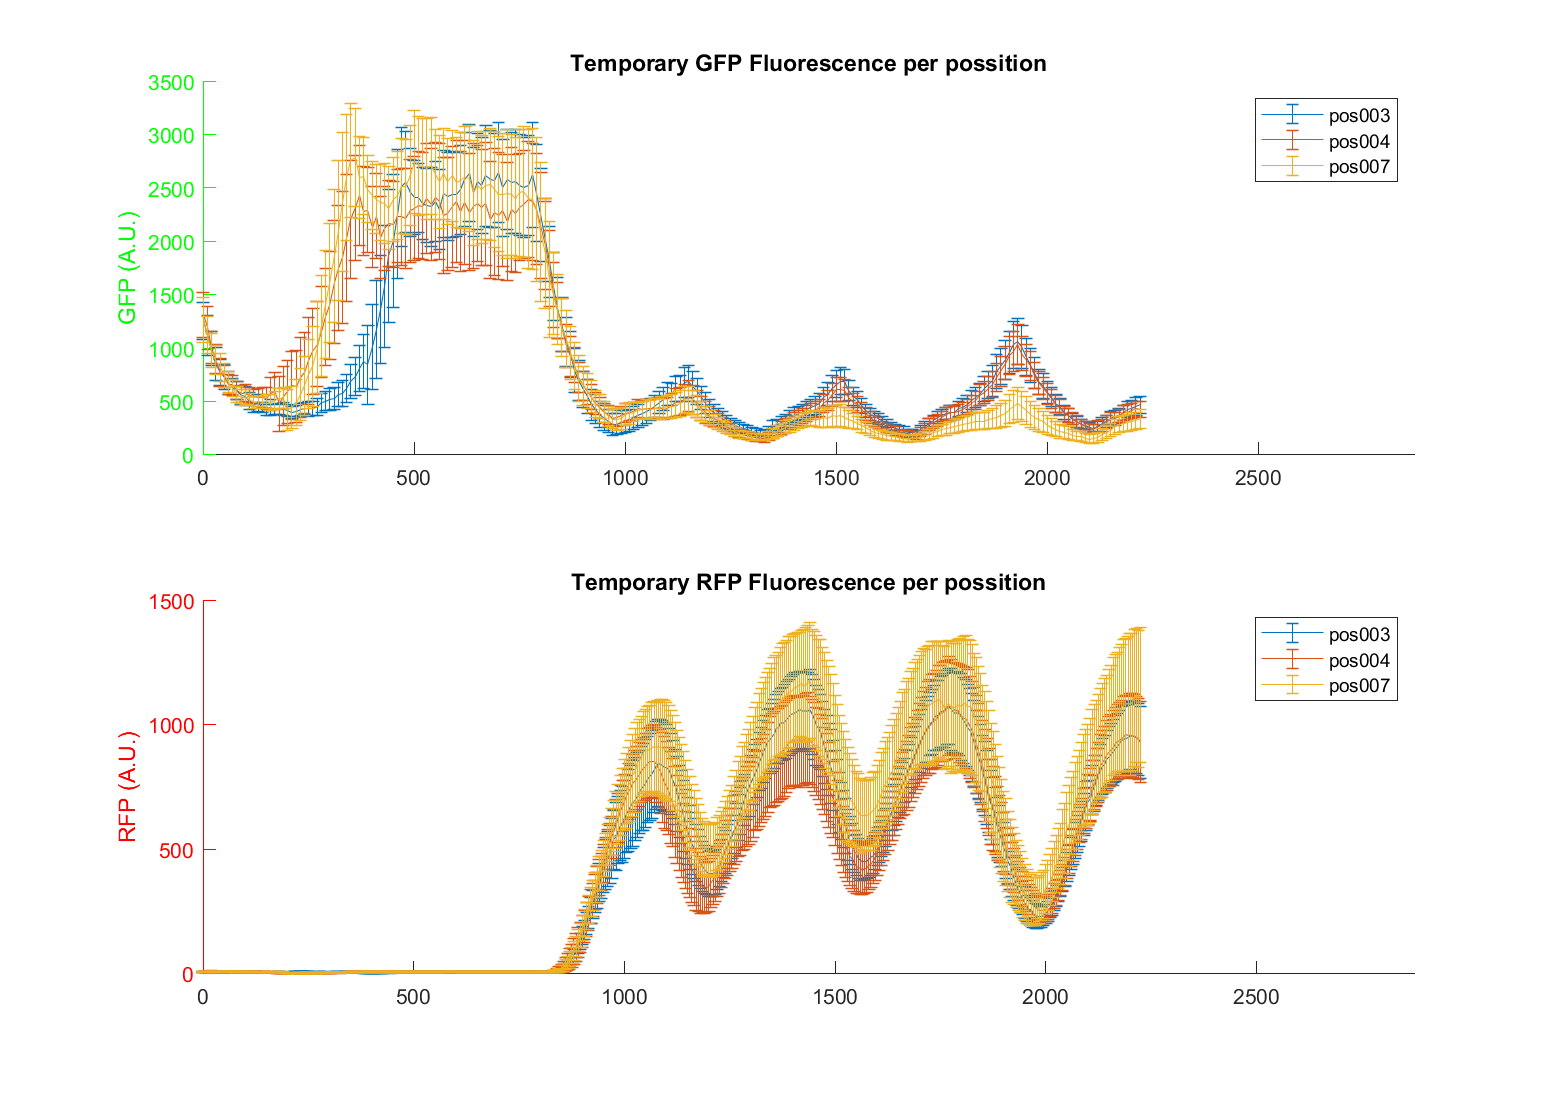 Temporary GFP Fluorescence per possition
GFP (A.U.)
3500
3000
2500
2000
1500
1000
500
0
0 500 1000 1500 2000 2500
pos003
pos004
pos007
Temporary RFP Fluorescence per possition
RFP (A.U.)
1500
1000
500
0
0 500 1000 1500 2000 2500
pos003
pos004
pos007